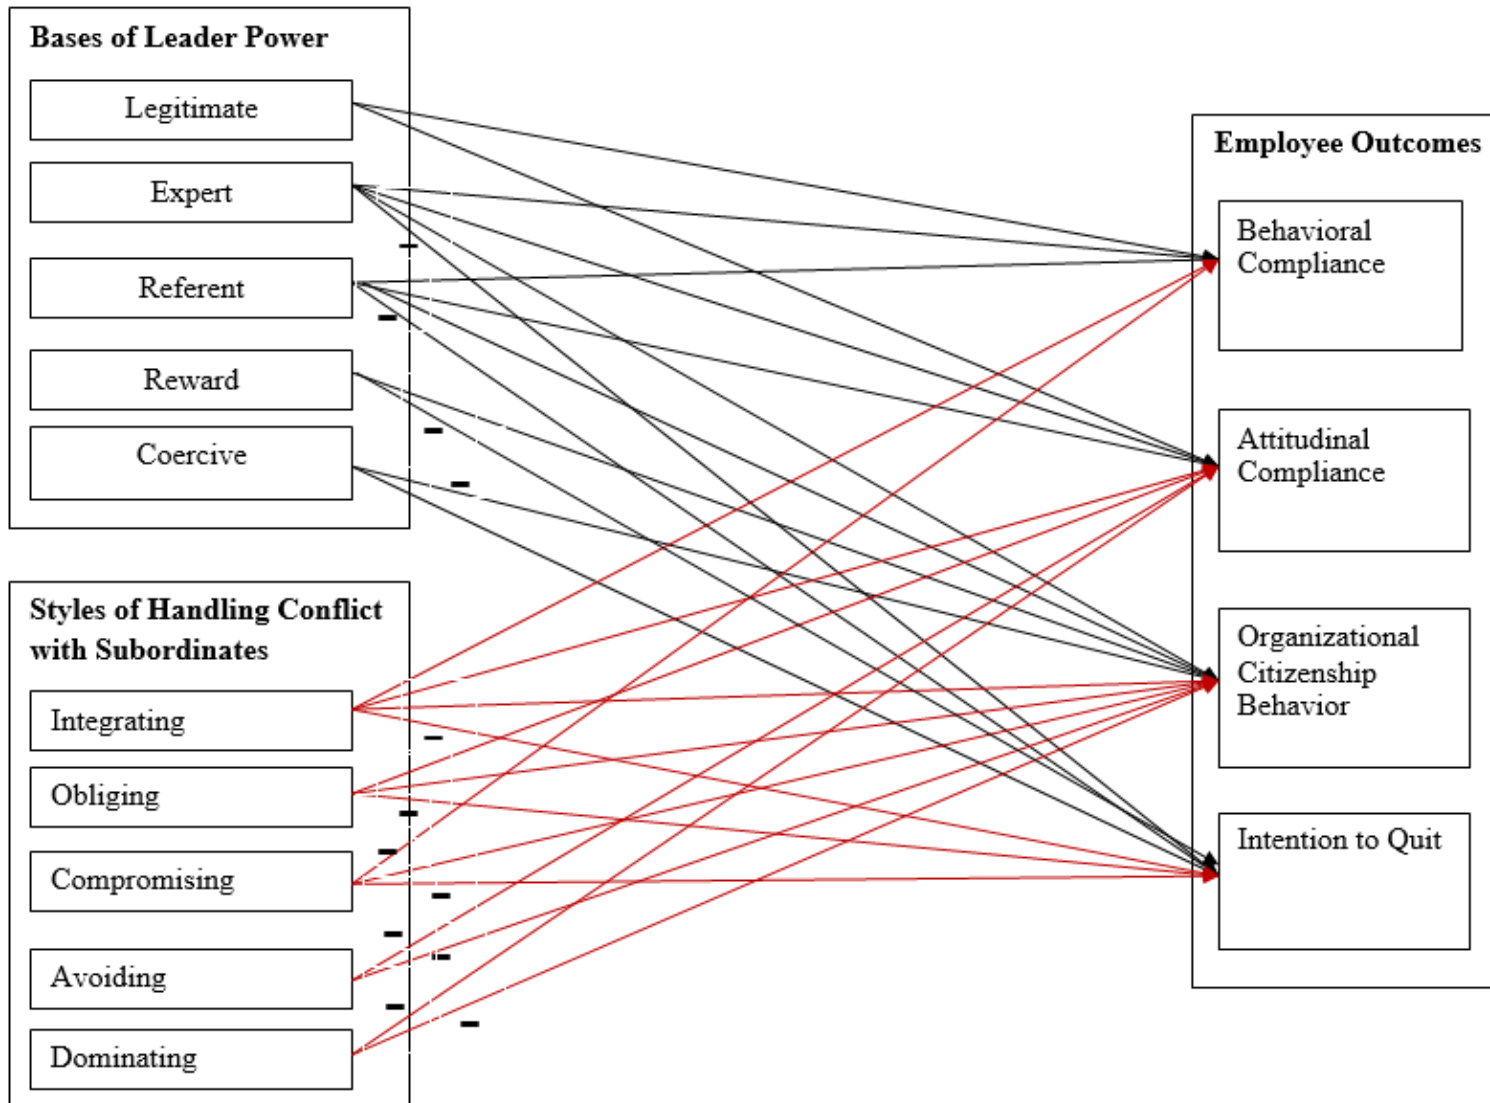 Bases of Leader Power
Legitimate
Expert
Referent
Reward
Coercive
Styles of Handling Conflict
with Subordinates
Integrating
Obliging
Compromising
Avoiding
Dominating
Employee Outcomes
Behavioral
Compliance
Attitudinal
Compliance
Organizational
Citizenship
Behavior
Intention to Quit